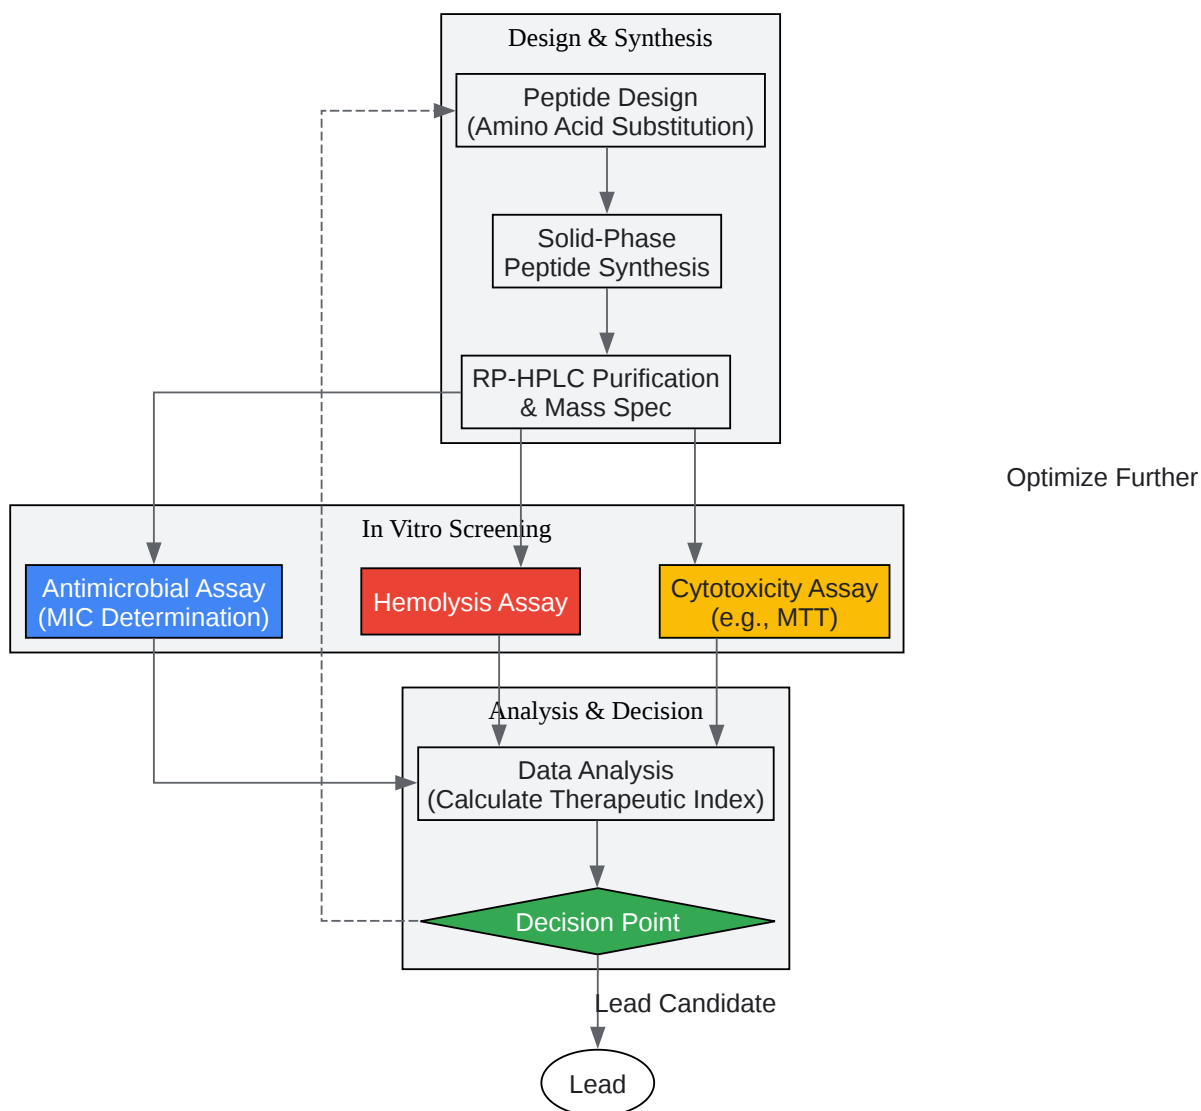 Design & Synthesis
Peptide Design
(Amino Acid Substitution)
Solid-Phase
Peptide Synthesis
RP-HPLC Purification
& Mass Spec
Optimize Further
In Vitro Screening
Antimicrobial Assay
(MIC Determination)
Hemolysis Assay
Cytotoxicity Assay
(e.g., MTT)
Analysis & Decision
Data Analysis
(Calculate Therapeutic Index)
Decision Point
Lead Candidate
Lead